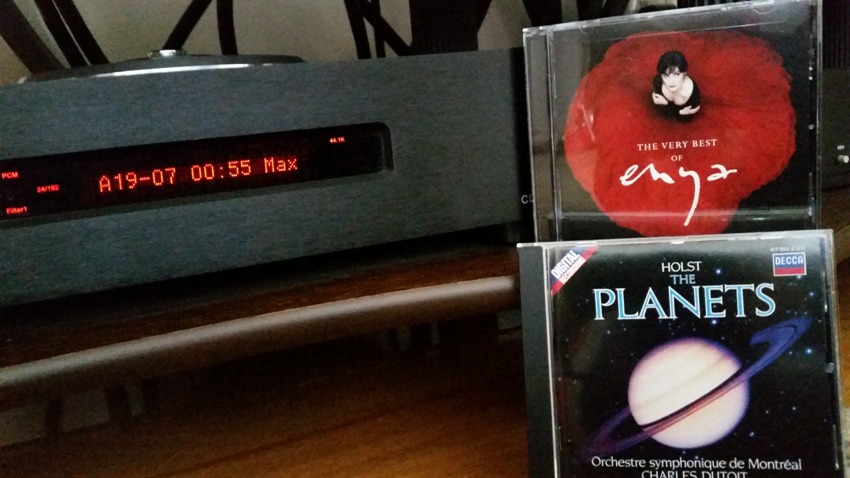 PCM
44.1K
24/192
A19-07 00:55 Max
Filter1
THE VERY BEST
OF
enya
DIGITAL
RECORDING
HOLST
THE
PLANETS
DECCA
Orchestre symphonique de Montréal
CHARLES DUTOIT